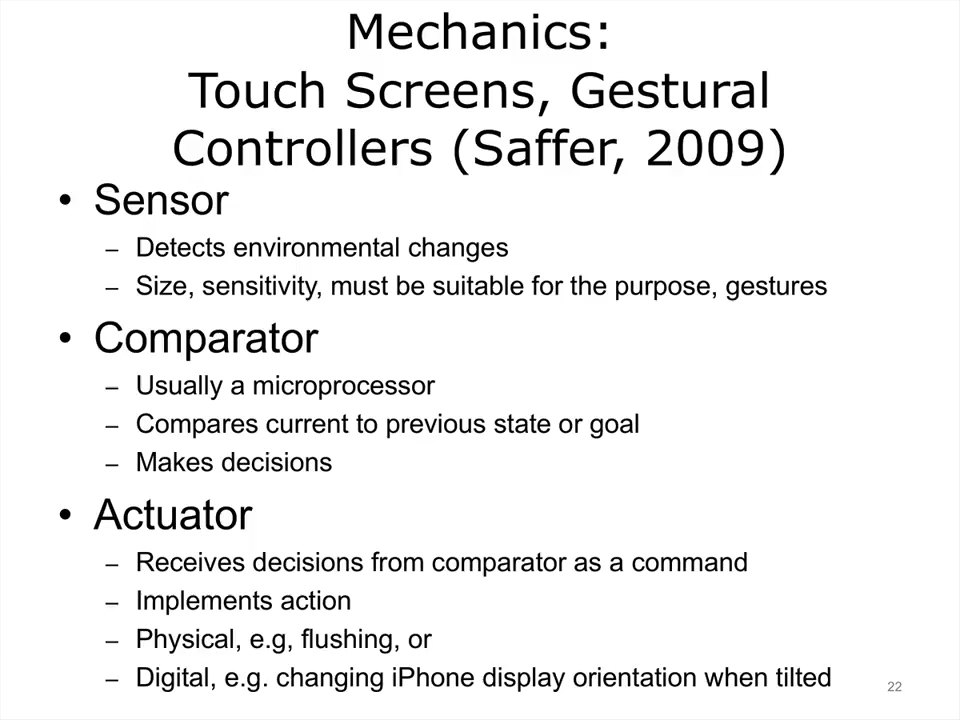 Mechanics:
Touch Screens, Gestural
Controllers (Saffer, 2009)
• Sensor
– Detects environmental changes
– Size, sensitivity, must be suitable for the purpose, gestures
• Comparator
– Usually a microprocessor
– Compares current to previous state or goal
– Makes decisions
• Actuator
– Receives decisions from comparator as a command
– Implements action
– Physical, e.g, flushing, or
– Digital, e.g. changing iPhone display orientation when tilted
22